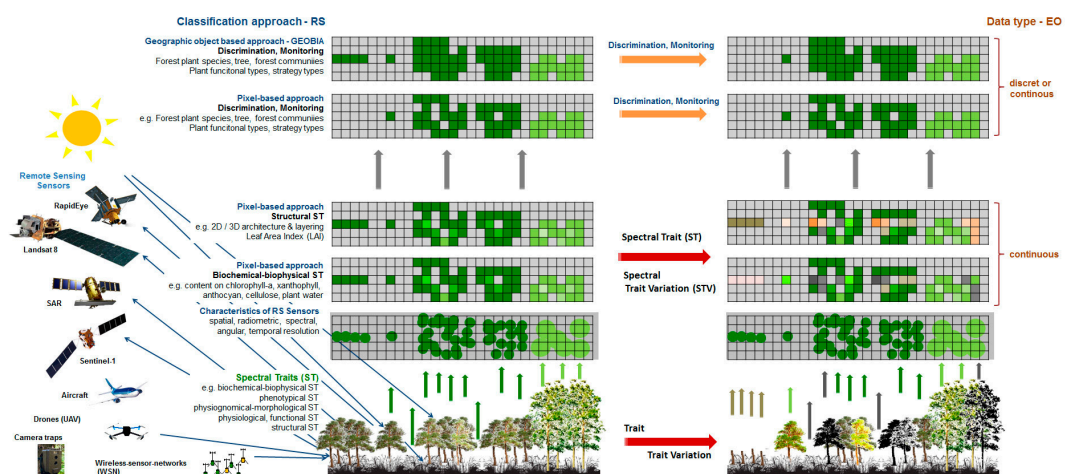 Classification approach - RS
Data type - EO
Geographic object based approach - GEOBIA
Discrimination, Monitoring
Forest plant species, tree, forest communiies
Plant funcitonal types, strategy types
Discrimination, Monitoring
discret or
continous
Pixel-based approach
Discrimination, Monitoring
e.g. Forest plant species, tree, forest communiies
Plant funcitonal types, strategy types
Discrimination, Monitoring
Remote Sensing
Sensors
RapidEye
Landsat 8
SAR
Sentinel-1
Aircraft
Drones (UAV)
Camera traps
Wireless-sensor-networks
(WSN)
Pixel-based approach
Structural ST
e.g. 2D / 3D architecture & layering
Leaf Area Index (LAI)
Pixel-based approach
Biochemical-biophysical ST
e.g. content on chlorophyll-a, xanthophyll,
anthocyan, cellulose, plant water
Characteristics of RS Sensors
spatial, radiometric, spectral,
angular, temporal resolution
Spectral Traits (ST)
e.g. biochemical-biophysical ST
phenotypical ST
physiognomical-morphological ST
physiological, functional ST
structural ST
Spectral Trait (ST)
Spectral
Trait Variation (STV)
continuous
Trait
Trait Variation